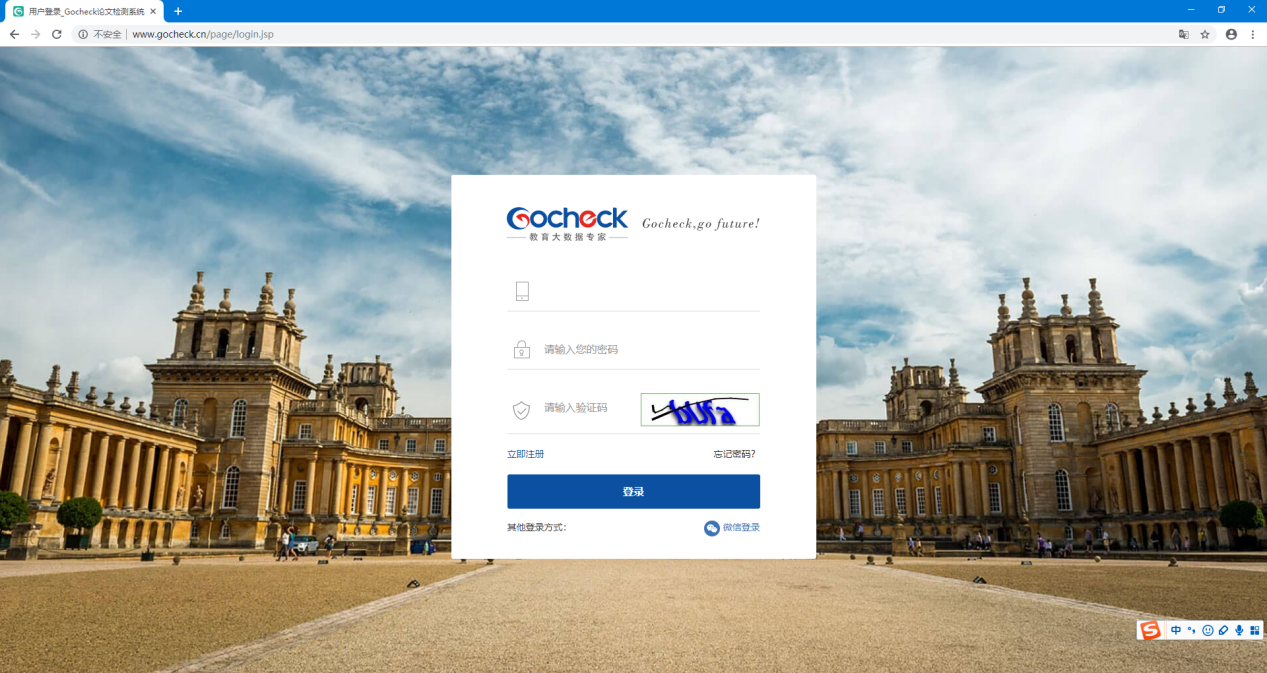 用户登录_Gocheck论文检测系统
不安全 www.gocheck.cn/page/login.jsp
Gocheck Gocheck,go future!
教育大数据专家
请输入您的密码
请输入验证码
立即注册 忘记密码?
登录
其他登录方式: 微信登录
S 中